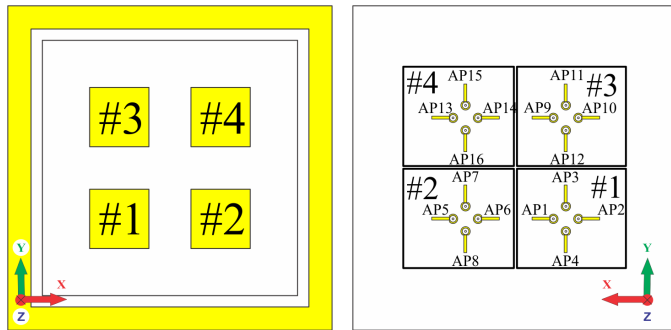 #3 #4
#1 #2
Y
X
Z
#4 AP15 AP11 #3
AP13 AP14 AP9 AP10
AP16 AP12
#2 AP7 AP3 #1
AP5 AP6 AP1 AP2
AP8 AP4
Y
X
Z